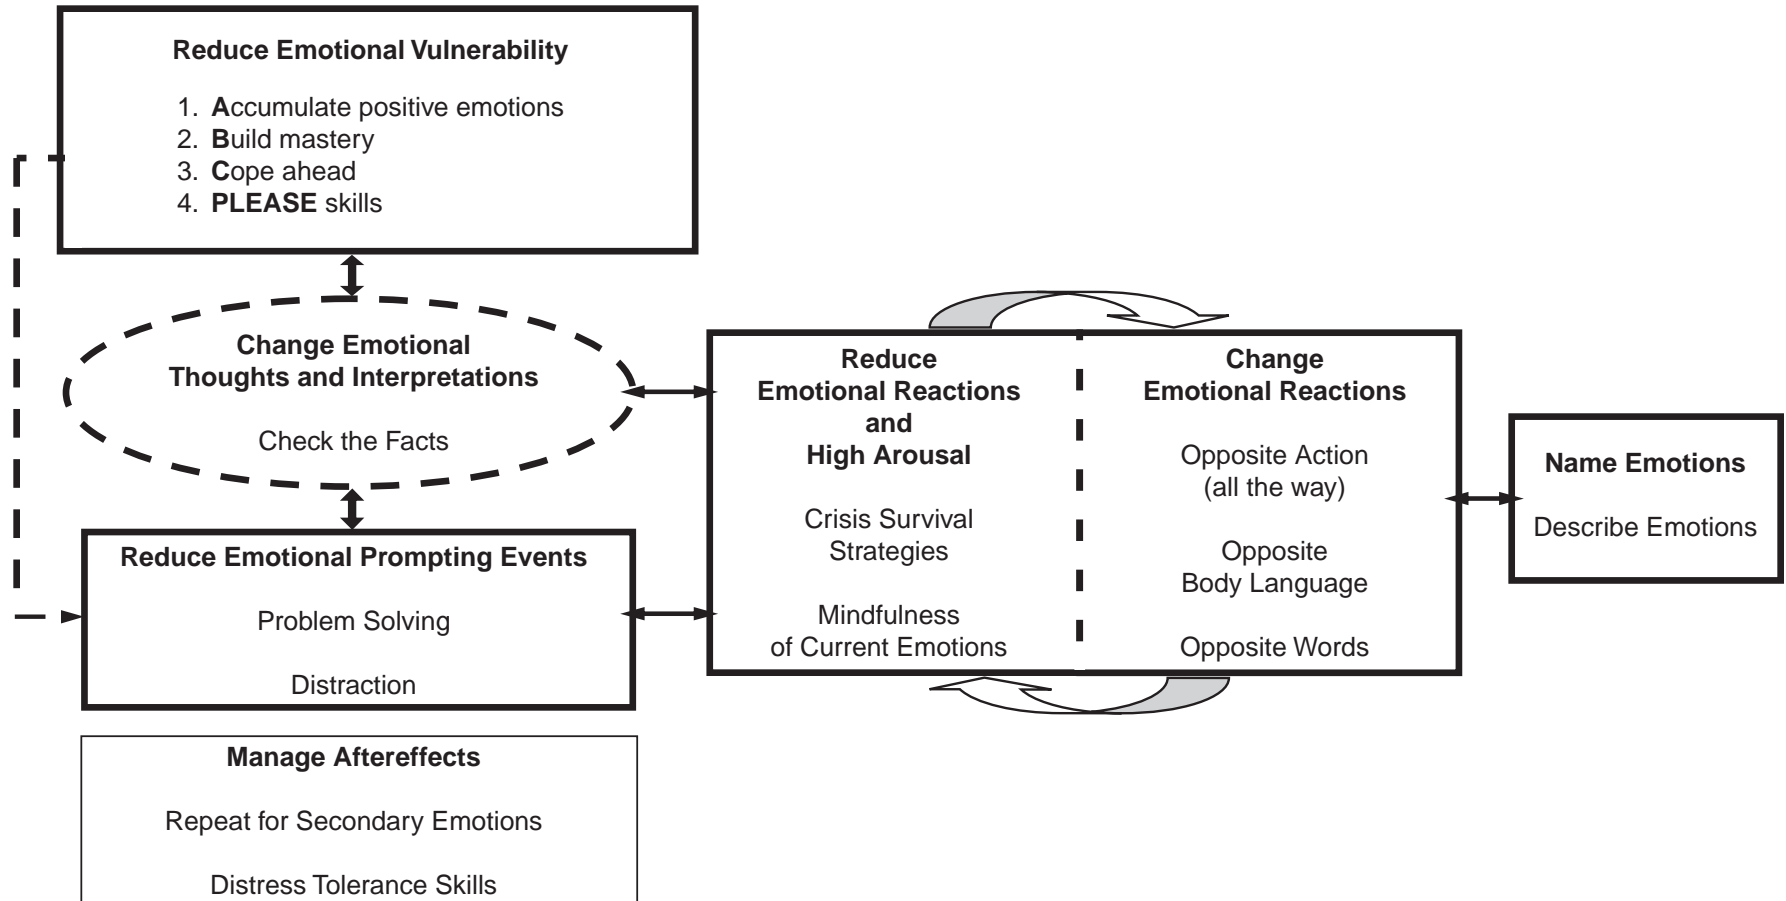 Reduce Emotional Vulnerability
1. Accumulate positive emotions
2. Build mastery
3. Cope ahead
4. PLEASE skills
Change Emotional
Thoughts and Interpretations
Check the Facts
Reduce Emotional Prompting Events
Problem Solving
Distraction
Manage Aftereffects
Repeat for Secondary Emotions
Distress Tolerance Skills
Reduce
Emotional Reactions
and
High Arousal
Crisis Survival
Strategies
Mindfulness
of Current Emotions
Change
Emotional Reactions
Opposite Action
(all the way)
Opposite
Body Language
Opposite Words
Name Emotions
Describe Emotions